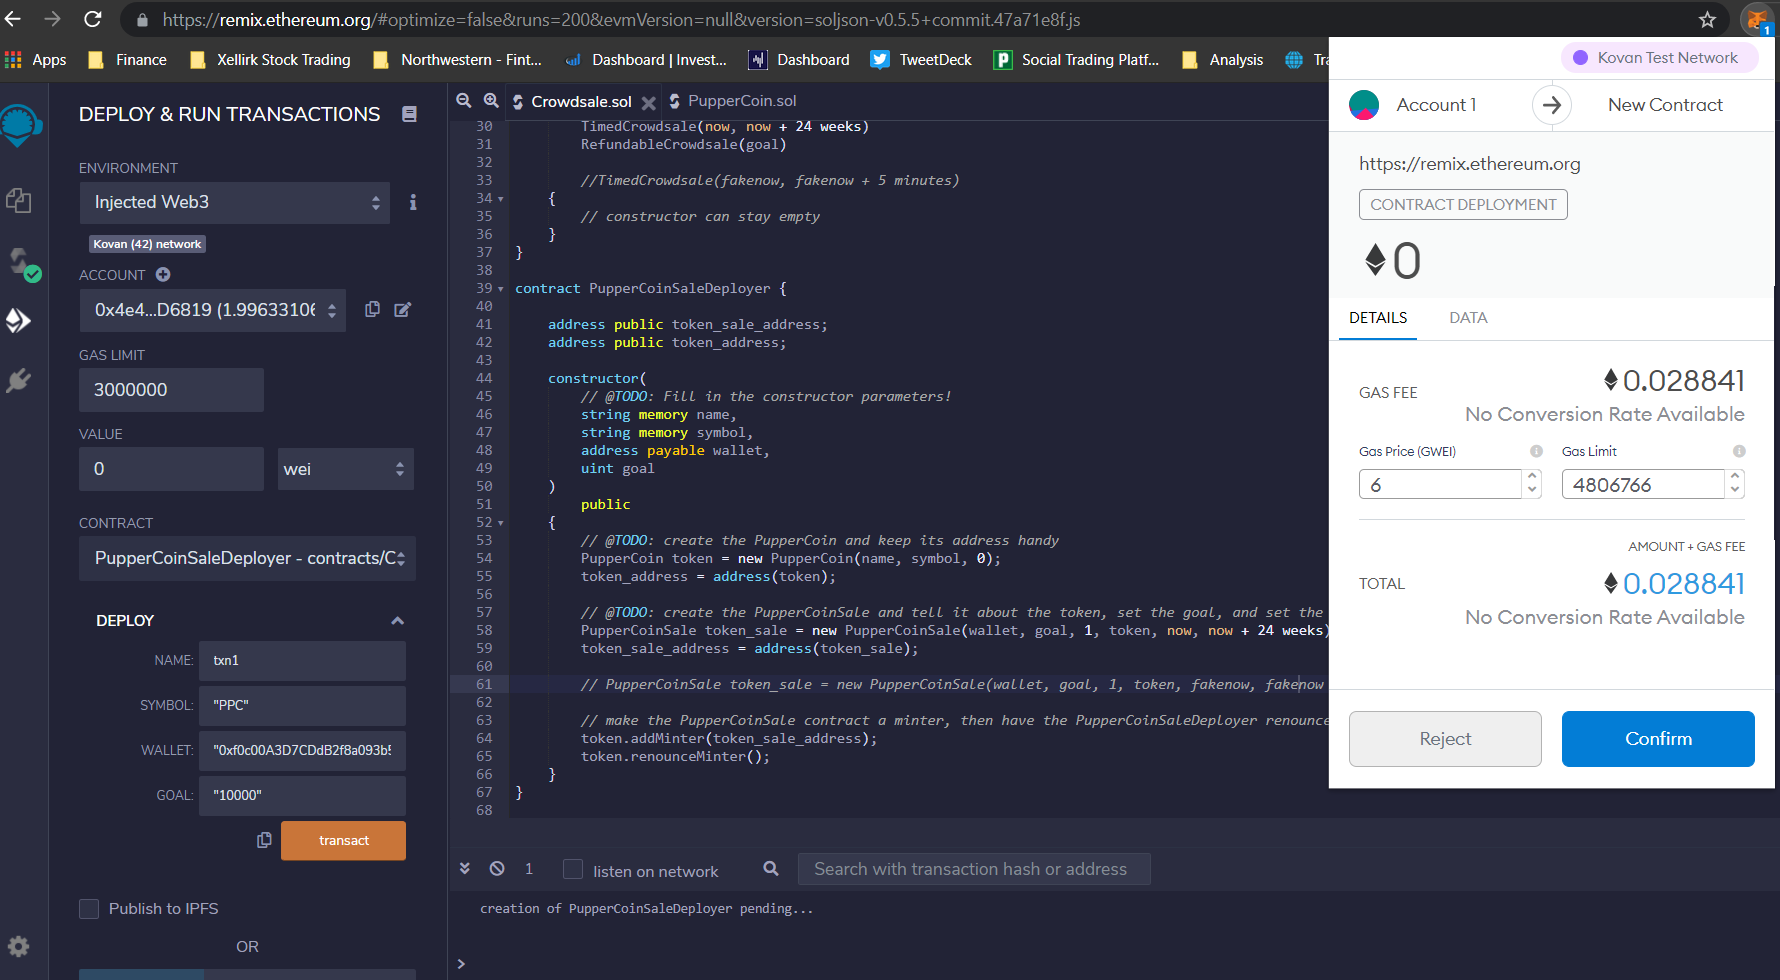 https://remix.ethereum.org/#optimize=false&runs=200&evmVersion=null&version=soljson-v0.5.5+commit.47a71e8f.js
1
Apps
Finance
Xellirk Stock Trading
Northwestern - Fint...
Dashboard | Invest...
Dashboard
TweetDeck
Social Trading Platf...
Analysis
DEPLOY & RUN TRANSACTIONS
ENVIRONMENT
Injected Web3
Kovan (42) network
ACCOUNT
0x4e4...D6819 (1.99633106
GAS LIMIT
3000000
VALUE
0
wei
CONTRACT
PupperCoinSaleDeployer - contracts/C
DEPLOY
NAME: txn1
SYMBOL: "PPC"
WALLET: "0xf0c00A3D7CDdB2f8a093b5
GOAL: "10000"
transact
Publish to IPFS
OR
Crowdsale.sol
PupperCoin.sol
30 TimedCrowdsale(now, now + 24 weeks)
31 RefundableCrowdsale(goal)
32
33 //TimedCrowdsale(fakenow, fakenow + 5 minutes)
34 {
35 // constructor can stay empty
36 }
37 }
38
39 contract PupperCoinSaleDeployer {
40
41 address public token_sale_address;
42 address public token_address;
43
44 constructor(
45 // @TODO: Fill in the constructor parameters!
46 string memory name,
47 string memory symbol,
48 address payable wallet,
49 uint goal
50 )
51 public
52 {
53 // @TODO: create the PupperCoin and keep its address handy
54 PupperCoin token = new PupperCoin(name, symbol, 0);
55 token_address = address(token);
56
57 // @TODO: create the PupperCoinSale and tell it about the token, set the goal, and set the
58 PupperCoinSale token_sale = new PupperCoinSale(wallet, goal, 1, token, now, now + 24 weeks)
59 token_sale_address = address(token_sale);
60
61 // PupperCoinSale token_sale = new PupperCoinSale(wallet, goal, 1, token, fakenow, fakenow
62
63 // make the PupperCoinSale contract a minter, then have the PupperCoinSaleDeployer renounce
64 token.addMinter(token_sale_address);
65 token.renounceMinter();
66 }
67 }
68
1
listen on network
Search with transaction hash or address
creation of PupperCoinSaleDeployer pending...
>
Kovan Test Network
Account 1
New Contract
https://remix.ethereum.org
CONTRACT DEPLOYMENT
0
DETAILS
DATA
GAS FEE
0.028841
No Conversion Rate Available
Gas Price (GWEI)
Gas Limit
6
4806766
AMOUNT + GAS FEE
TOTAL
0.028841
No Conversion Rate Available
Reject
Confirm